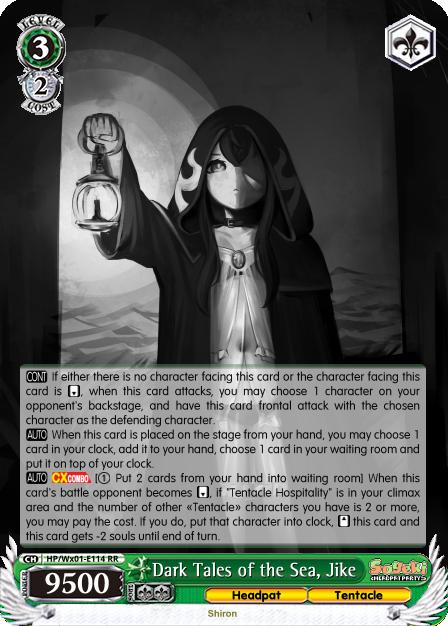 LEVEL
3
2
COST
CONT If either there is no character facing this card or the character facing
this card is [], when this card attacks, you may choose 1 character on your
opponent's backstage, and have this card frontal attack with the chosen
character as the defending character.
AUTO When this card is placed on the stage from your hand, you may choose 1
card in your clock, add it to your hand, choose 1 card in your waiting room and
put it on top of your clock.
AUTO CXCOMBO [① Put 2 cards from your hand into waiting room] When this
card's battle opponent becomes [], if "Tentacle Hospitality" is in your climax
area and the number of other «Tentacle» characters you have is 2 or more,
you may pay the cost. If you do, put that character into clock, [] this card and
this card gets -2 souls until end of turn.
CH HP/Wx01-E114 RR
POWER 9500 SOUL
Dark Tales of the Sea, Jike
Headpat Tentacle
HEADPAT PARTY
Shiron